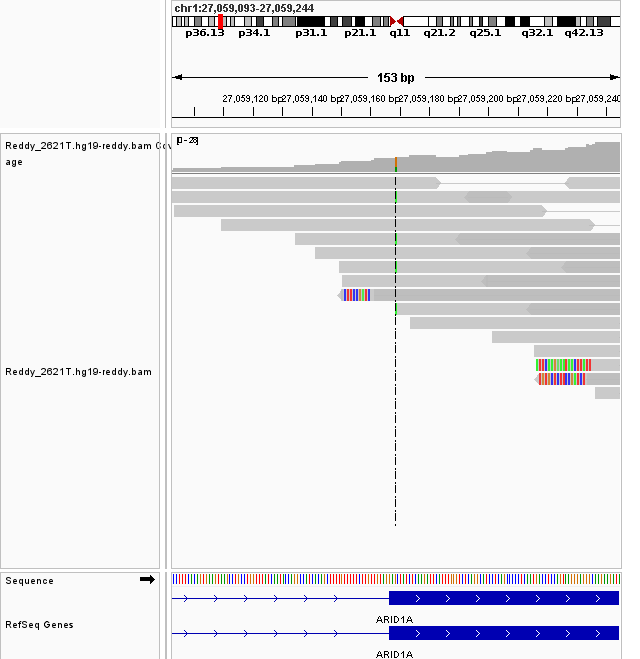 chr1:27,059,093-27,059,244
p36.13 p34.1 p31.1 p21.1 q11 q21.2 q25.1 q32.1 q42.13
153 bp
27,059,120 bp 27,059,140 bp 27,059,160 bp 27,059,180 bp 27,059,200 bp 27,059,220 bp 27,059,240
Reddy_2621T.hg19-reddy.bam Cov
age
[0-28]
Reddy_2621T.hg19-reddy.bam
Sequence
ARID1A
RefSeq Genes
ARID1A